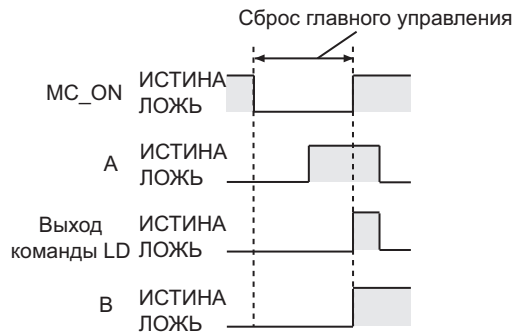 Сброс главного управления
MC_ON
ИСТИНА
ЛОЖЬ
A
ИСТИНА
ЛОЖЬ
Выход
команды LD
ИСТИНА
ЛОЖЬ
B
ИСТИНА
ЛОЖЬ